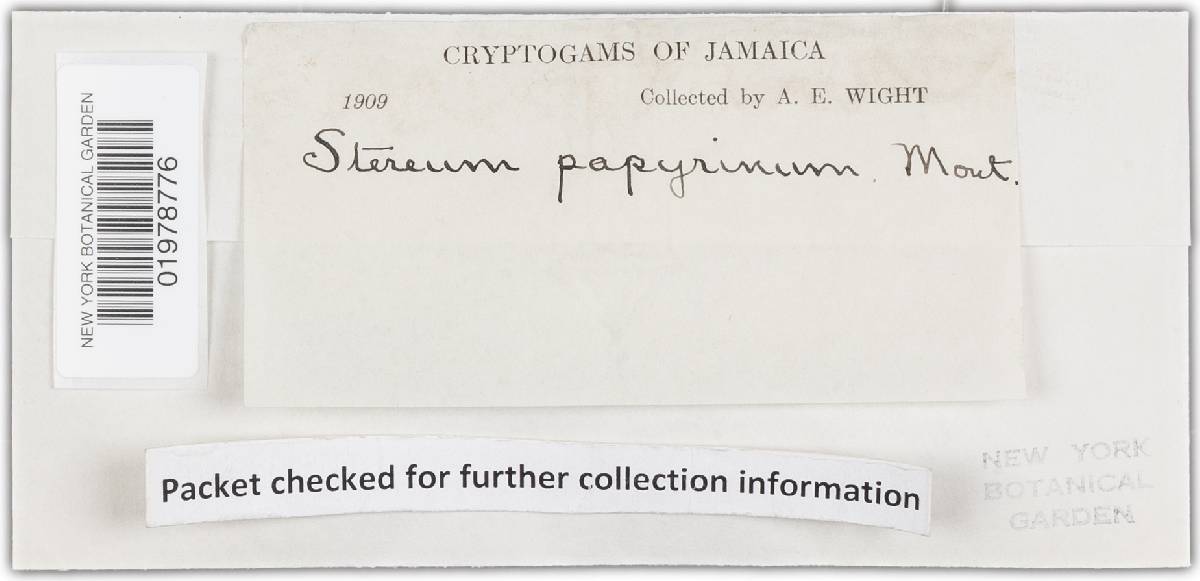 CRYPTOGAMS OF JAMAICA
1909
Collected by A. E. WIGHT
Stereum papyrinum. Mont.
NEW YORK BOTANICAL GARDEN
01978776
Packet checked for further collection information
NEW YORK
BOTANICAL
GARDEN